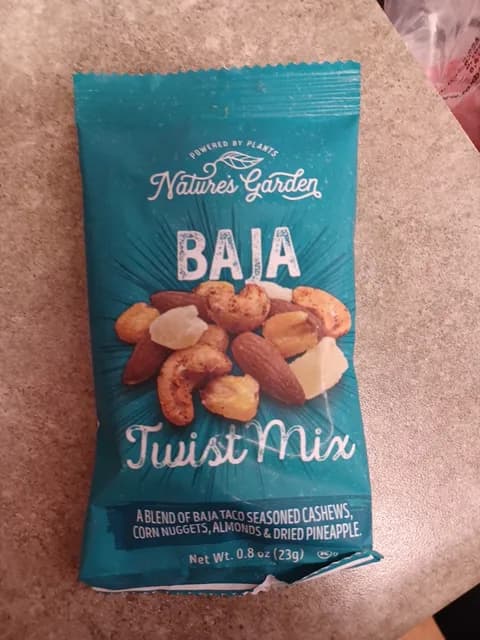 POWERED BY PLANTS
Nature's Garden
BAJA
Twist Mix
A BLEND OF BAJA TACO SEASONED CASHEWS,
CORN NUGGETS, ALMONDS & DRIED PINEAPPLE.
Net Wt. 0.8 oz (23g)